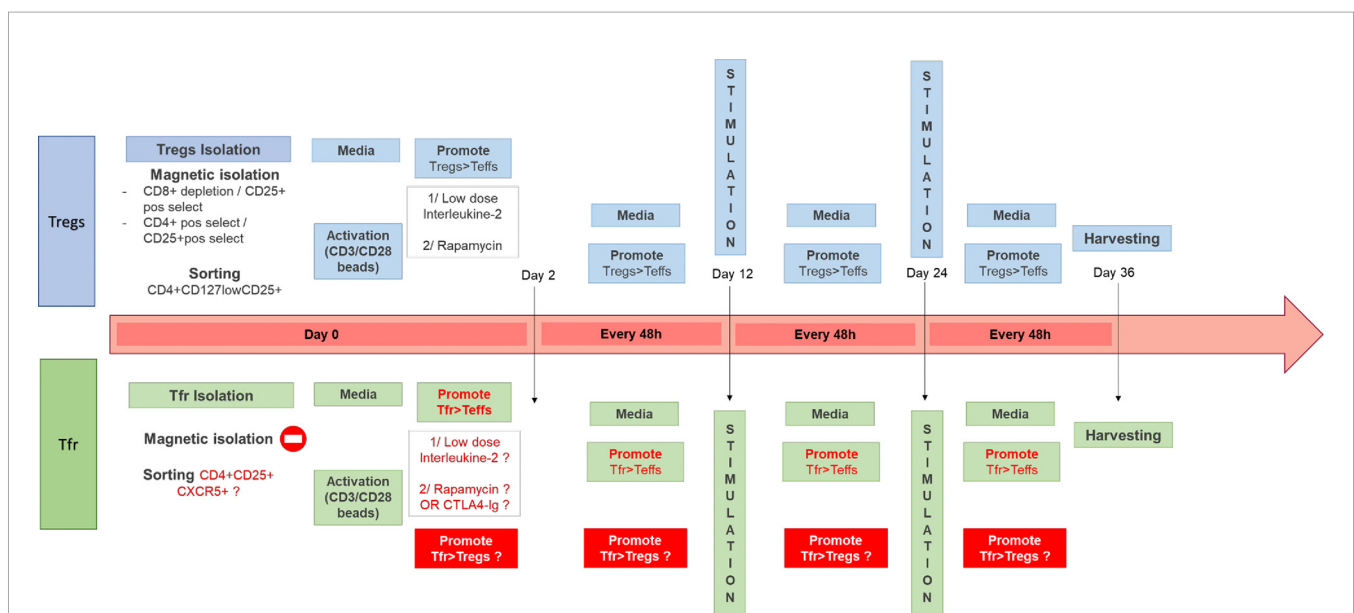 Tregs
Tregs Isolation
Magnetic isolation
- CD8+ depletion / CD25+
pos select
- CD4+ pos select /
CD25+pos select
Sorting
CD4+CD127lowCD25+
Media
Activation
(CD3/CD28
beads)
Promote
Tregs>Teffs
1/ Low dose
Interleukine-2
2/ Rapamycin
Day 2
Media
Promote
Tregs>Teffs
STIMULATION
Day 12
Media
Promote
Tregs>Teffs
STIMULATION
Day 24
Media
Promote
Tregs>Teffs
Harvesting
Day 36
Day 0
Every 48h
Every 48h
Every 48h
Tfr
Tfr Isolation
Magnetic isolation
Sorting CD4+CD25+
CXCR5+ ?
Media
Activation
(CD3/CD28
beads)
Promote
Tfr>Teffs
1/ Low dose
Interleukine-2 ?
2/ Rapamycin ?
OR CTLA4-Ig ?
Promote
Tfr>Tregs ?
Media
Promote
Tfr>Teffs
Promote
Tfr>Tregs ?
STIMULATION
Media
Promote
Tfr>Teffs
Promote
Tfr>Tregs ?
STIMULATION
Media
Promote
Tfr>Teffs
Promote
Tfr>Tregs ?
Harvesting